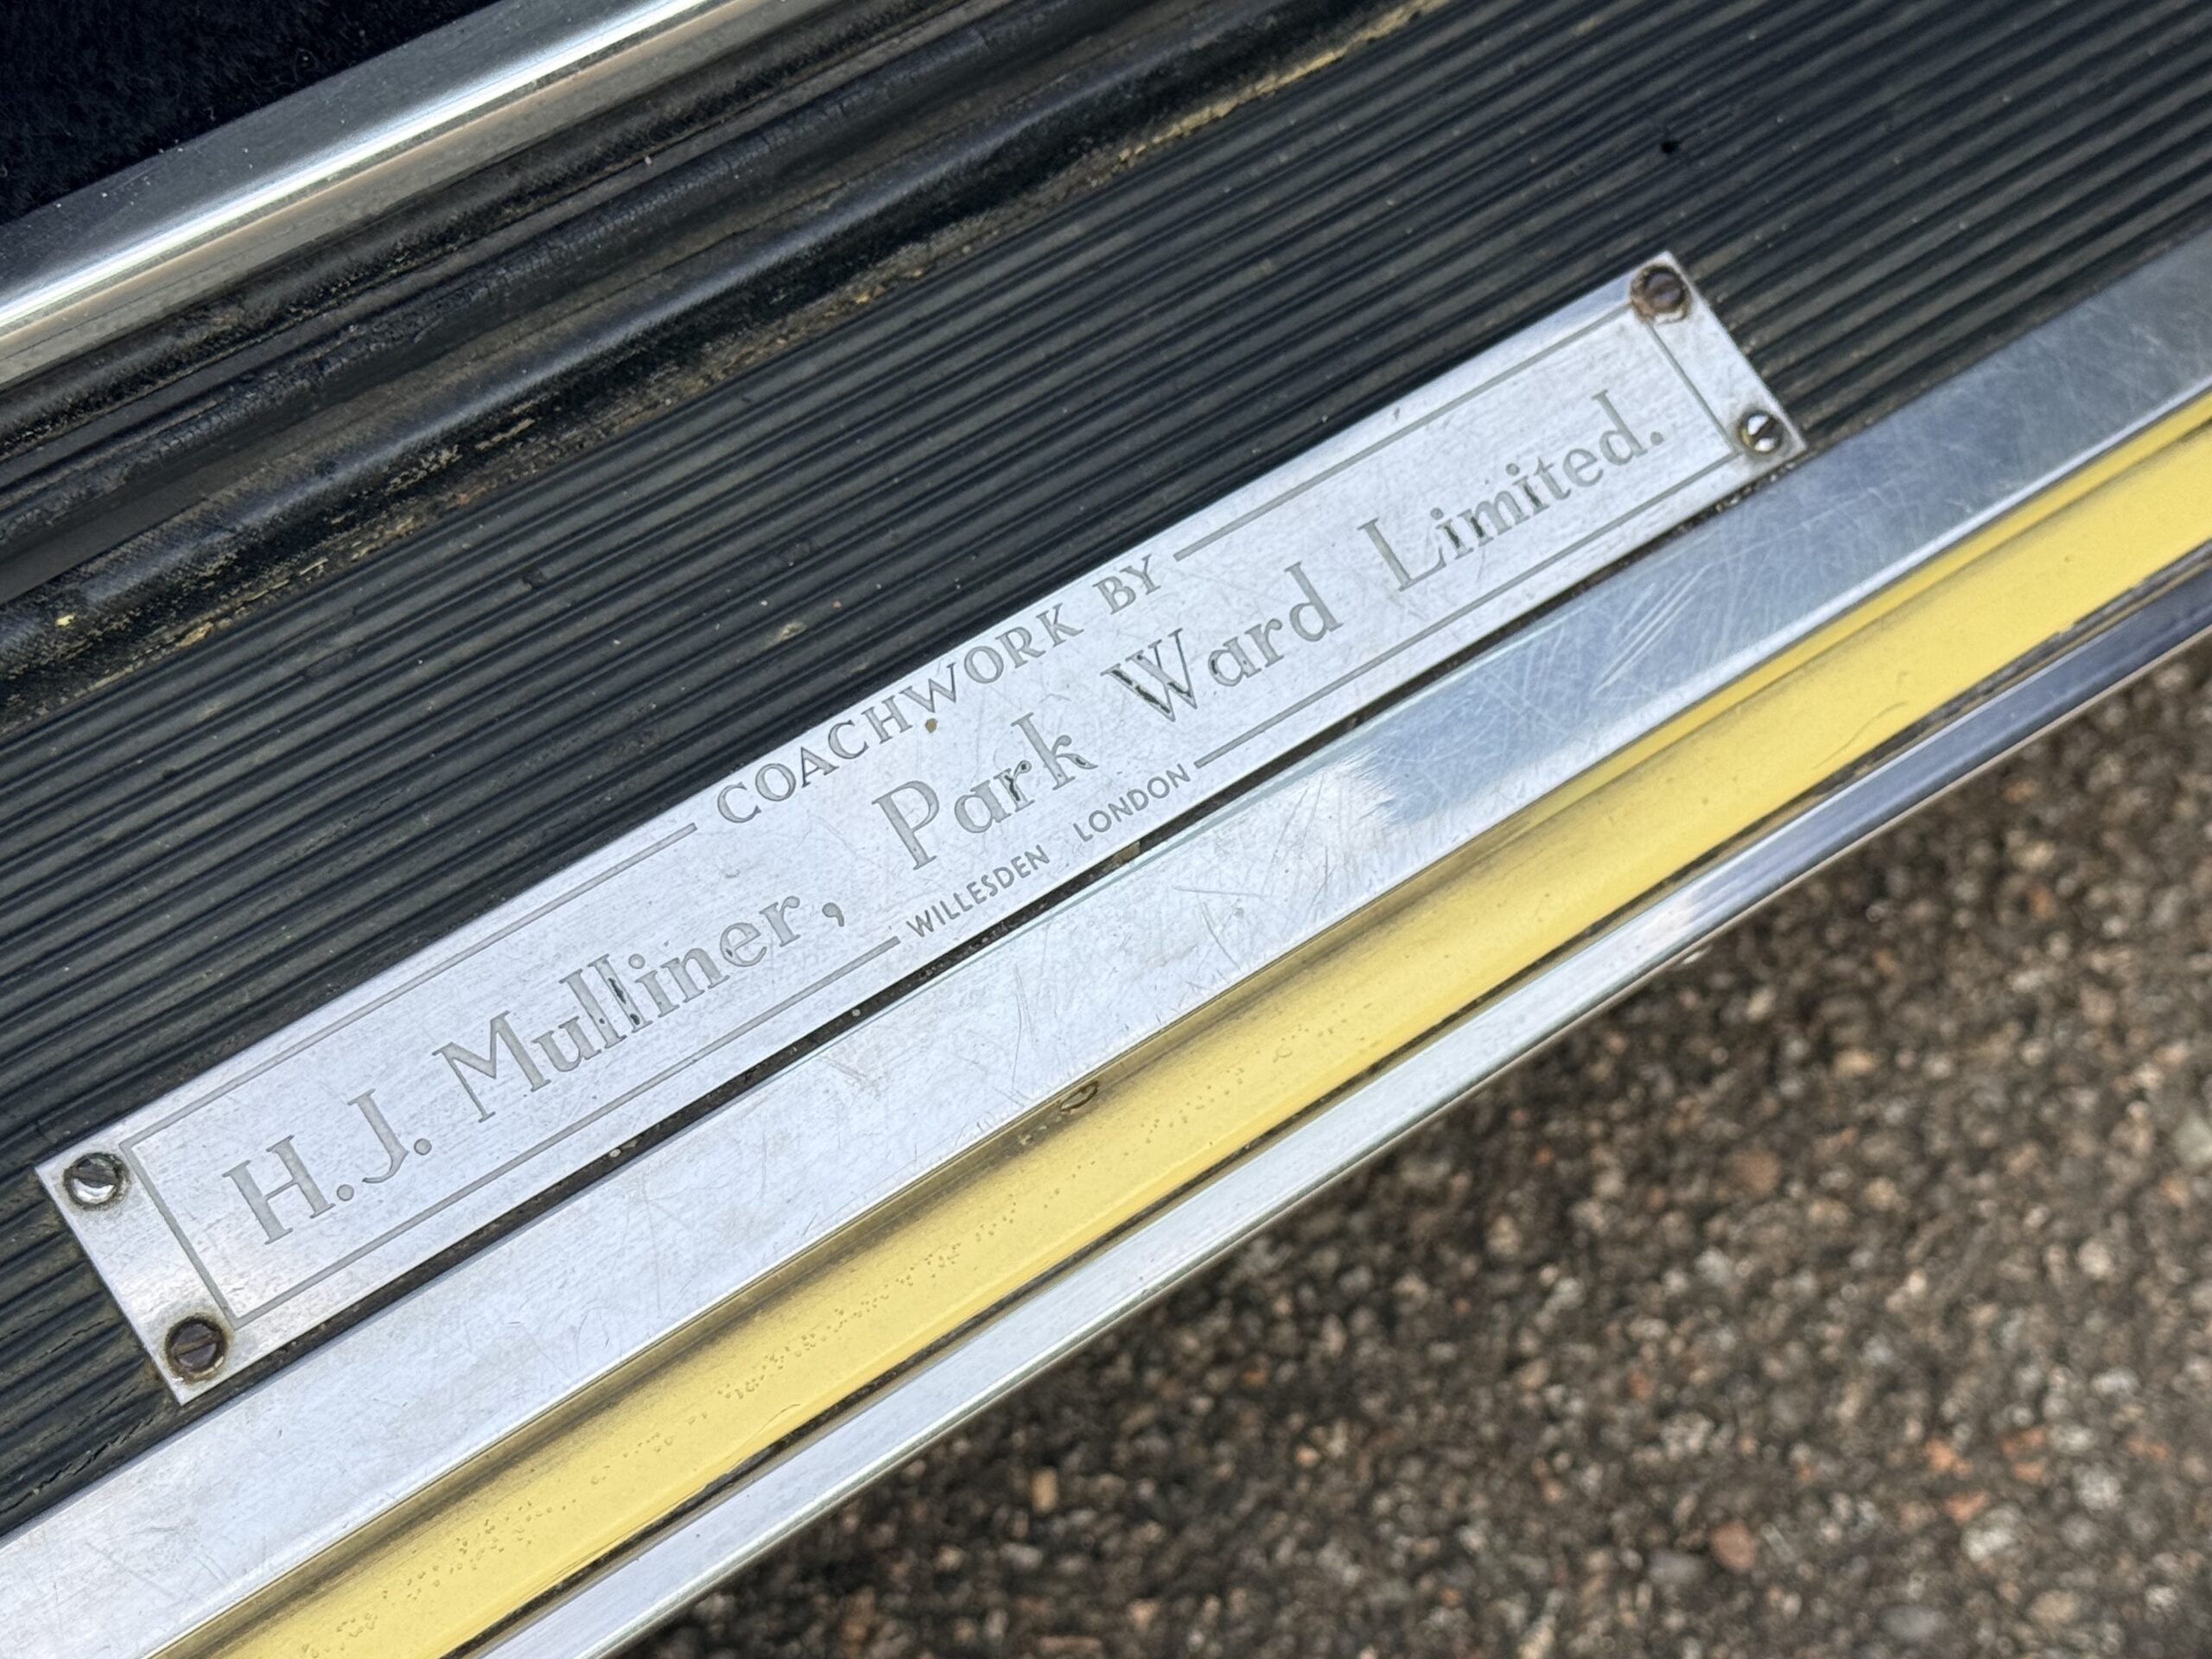 COACHWORK BY
H.J. Mulliner, Park Ward Limited.
WILLESDEN LONDON